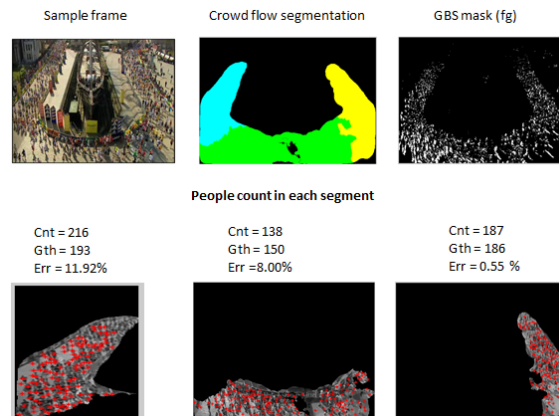 Sample frame
Crowd flow segmentation
GBS mask (fg)
People count in each segment
Cnt = 216
Gth = 193
Err = 11.92%
Cnt = 138
Gth = 150
Err =8.00%
Cnt = 187
Gth = 186
Err = 0.55 %